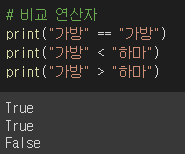 # 비교 연산자
print("가방" == "가방")
print("가방" < "하마")
print("가방" > "하마")
True
True
False